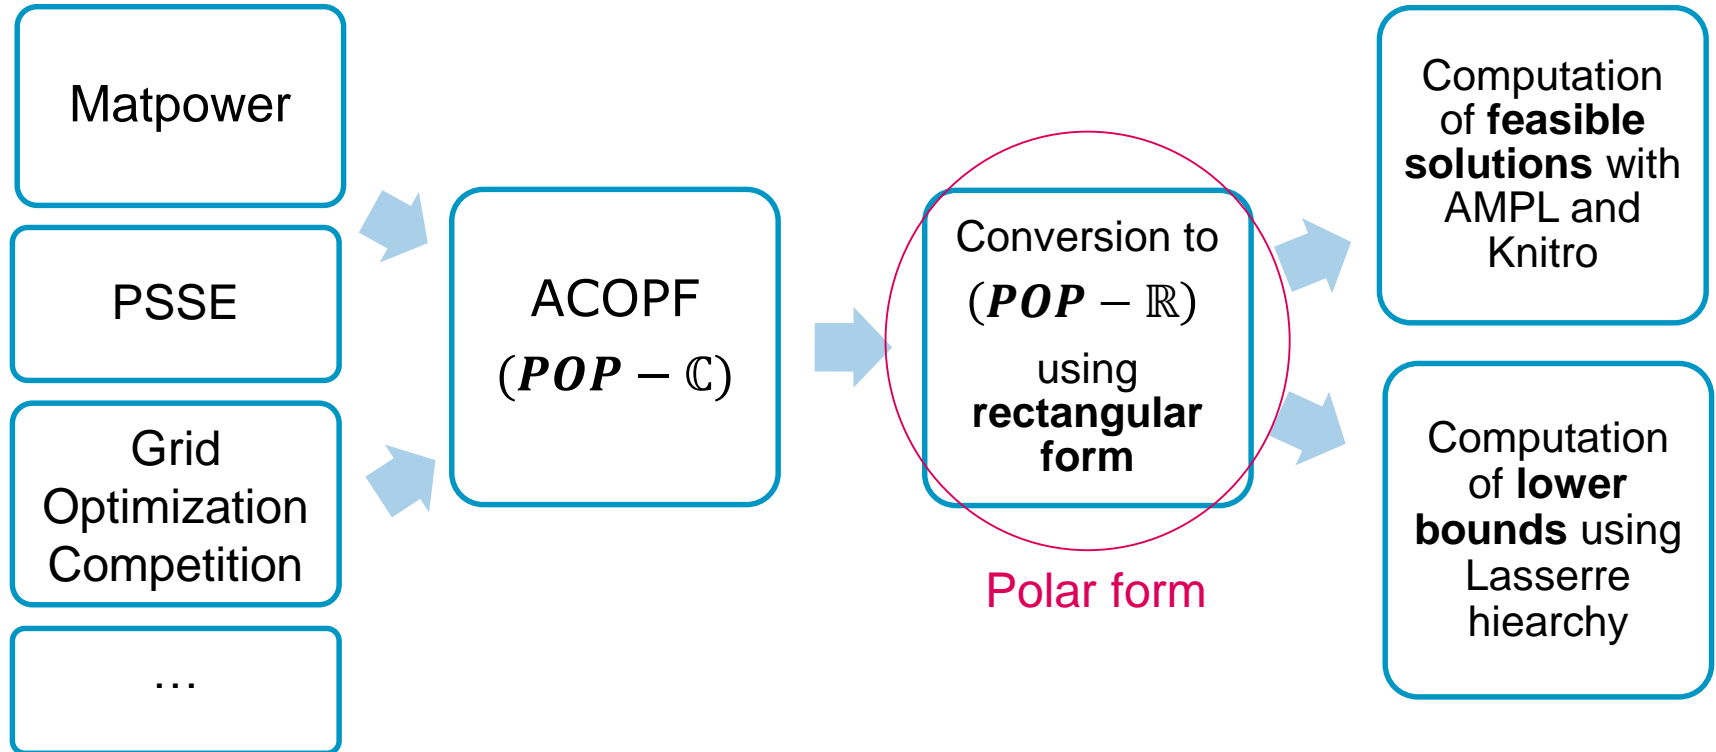 Matpower
PSSE
Grid
Optimization
Competition
…
ACOPF
(POP − ℂ)
Conversion to
(POP − ℝ)
using
rectangular
form
Polar form
Computation
of feasible
solutions with
AMPL and
Knitro
Computation
of lower
bounds using
Lasserre
hiearchy